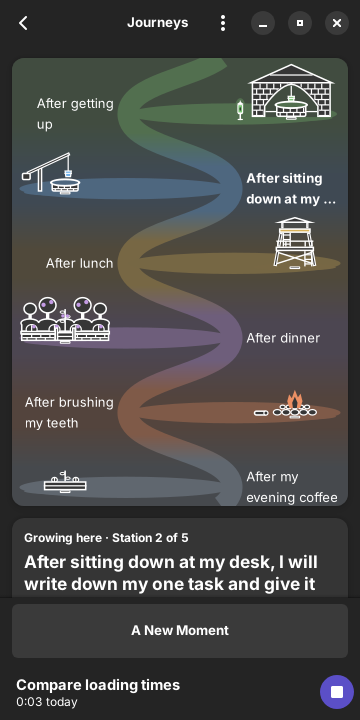 Journeys
After getting
up
After sitting
down at my ...
After lunch
After dinner
After brushing
my teeth
After my
evening coffee
Growing here · Station 2 of 5
After sitting down at my desk, I will
write down my one task and give it
A New Moment
Compare loading times
0:03 today